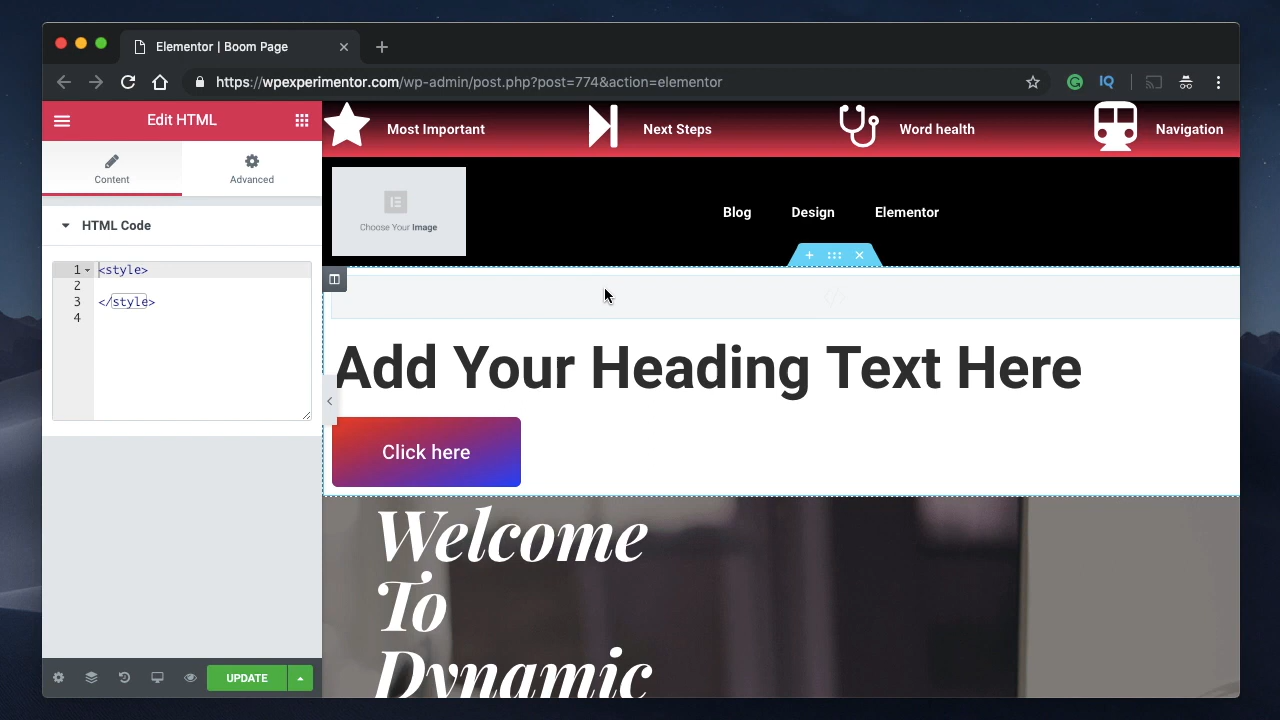 Elementor | Boom Page
https://wpexperimentor.com/wp-admin/post.php?post=774&action=elementor
IQ
Edit HTML
Content
Advanced
HTML Code
1 <style>
2
3 </style>
4
UPDATE
Most Important
Next Steps
Word health
Navigation
Choose Your Image
Blog
Design
Elementor
Add Your Heading Text Here
Click here
Welcome
To
Dynamic